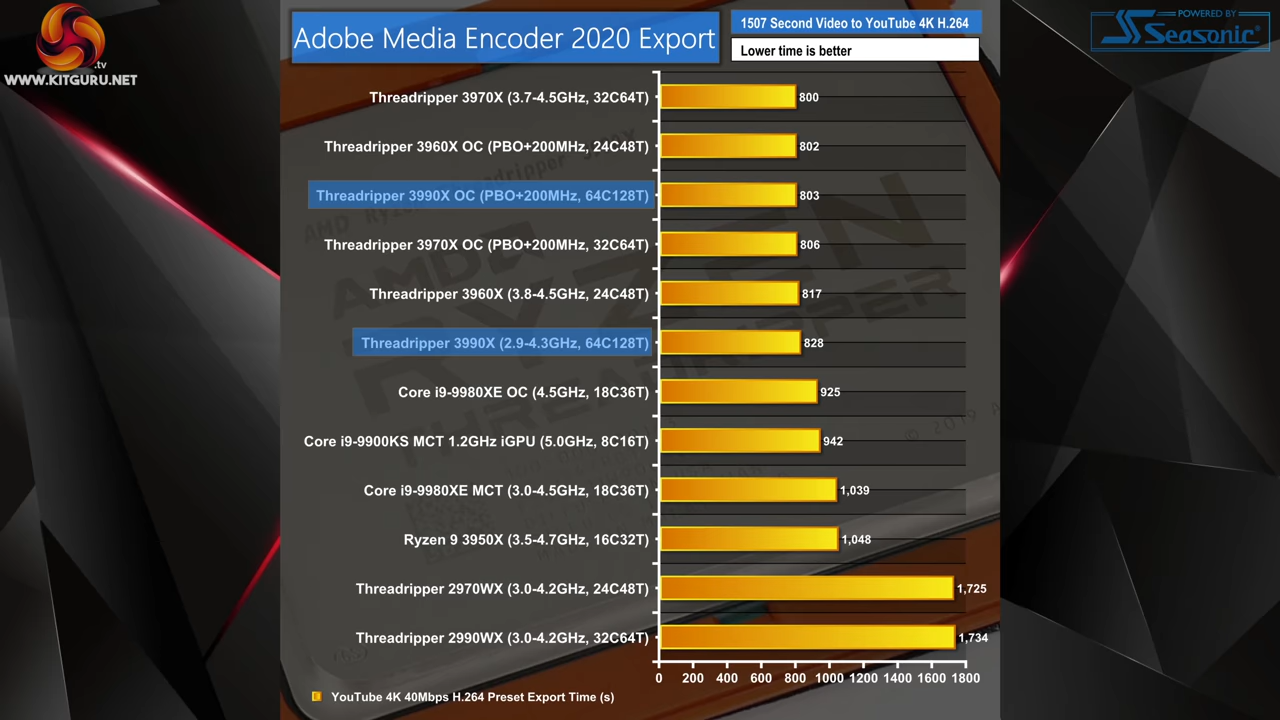 .tv
WWW.KITGURU.NET
Adobe Media Encoder 2020 Export
1507 Second Video to YouTube 4K H.264
Lower time is better
POWERED BY
Seasonic
Threadripper 3970X (3.7-4.5GHz, 32C64T) 800
Threadripper 3960X OC (PBO+200MHz, 24C48T) 802
Threadripper 3990X OC (PBO+200MHz, 64C128T) 803
Threadripper 3970X OC (PBO+200MHz, 32C64T) 806
Threadripper 3960X (3.8-4.5GHz, 24C48T) 817
Threadripper 3990X (2.9-4.3GHz, 64C128T) 828
Core i9-9980XE OC (4.5GHz, 18C36T) 925
Core i9-9900KS MCT 1.2GHz iGPU (5.0GHz, 8C16T) 942
Core i9-9980XE MCT (3.0-4.5GHz, 18C36T) 1,039
Ryzen 9 3950X (3.5-4.7GHz, 16C32T) 1,048
Threadripper 2970WX (3.0-4.2GHz, 24C48T) 1,725
Threadripper 2990WX (3.0-4.2GHz, 32C64T) 1,734
0 200 400 600 800 1000 1200 1400 1600 1800
YouTube 4K 40Mbps H.264 Preset Export Time (s)
AMD
RYZEN
THREADRIPPER